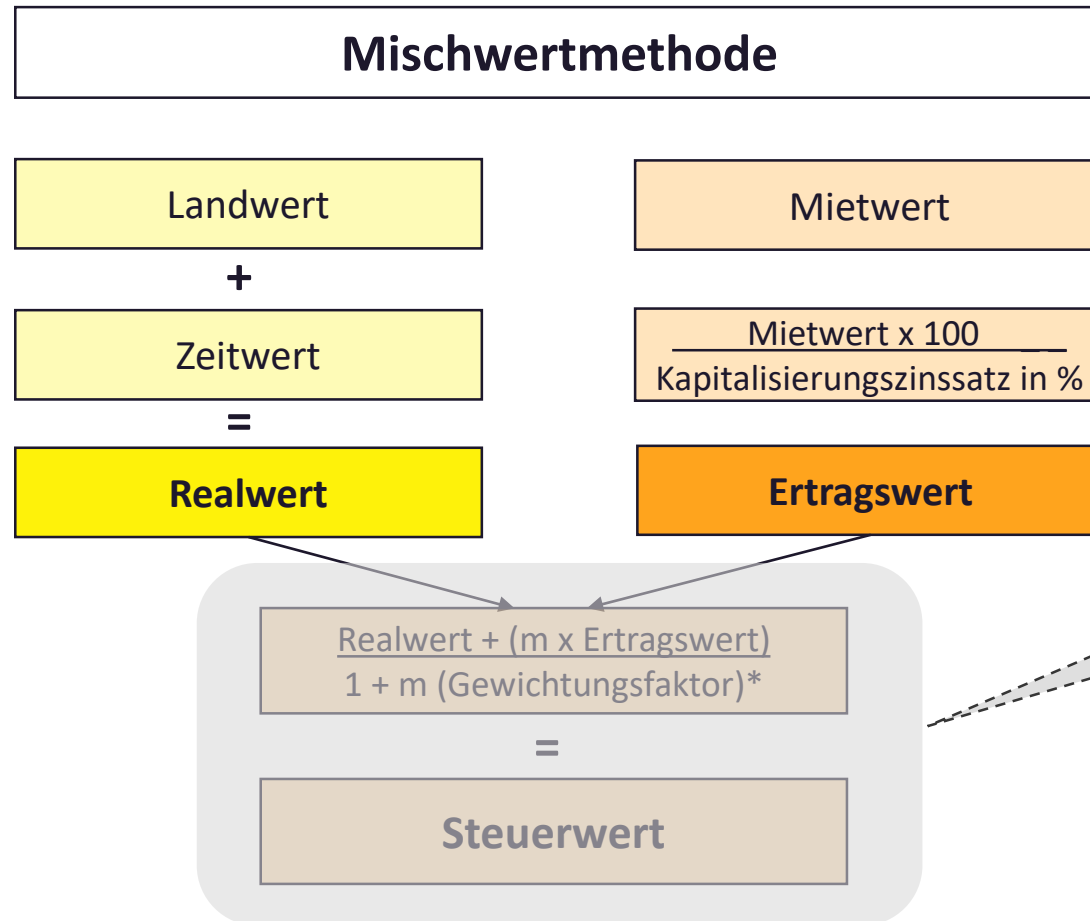 Mischwertmethode
Landwert
+
Zeitwert
=
Realwert
Mietwert
Mietwert x 100
Kapitalisierungszinssatz in %
Ertragswert
Realwert + (m x Ertragswert)
1 + m (Gewichtungsfaktor)*
=
Steuerwert